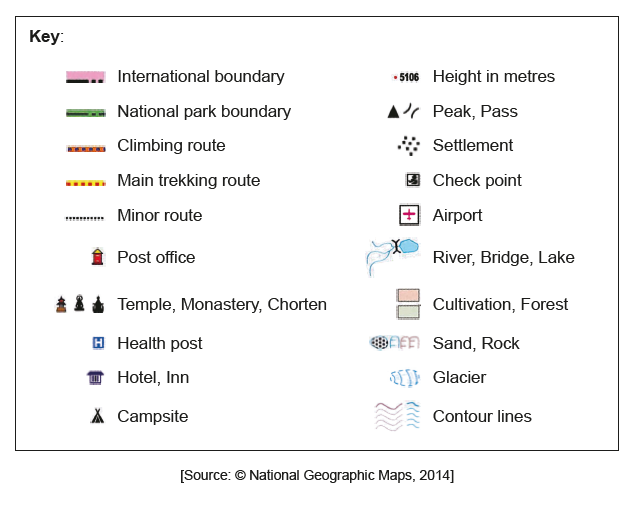 Key:
International boundary
National park boundary
Climbing route
Main trekking route
Minor route
Post office
Temple, Monastery, Chorten
Health post
H
Hotel, Inn
Campsite
5106 Height in metres
Peak, Pass
Settlement
Check point
Airport
River, Bridge, Lake
Cultivation, Forest
Sand, Rock
Glacier
Contour lines
[Source: © National Geographic Maps, 2014]